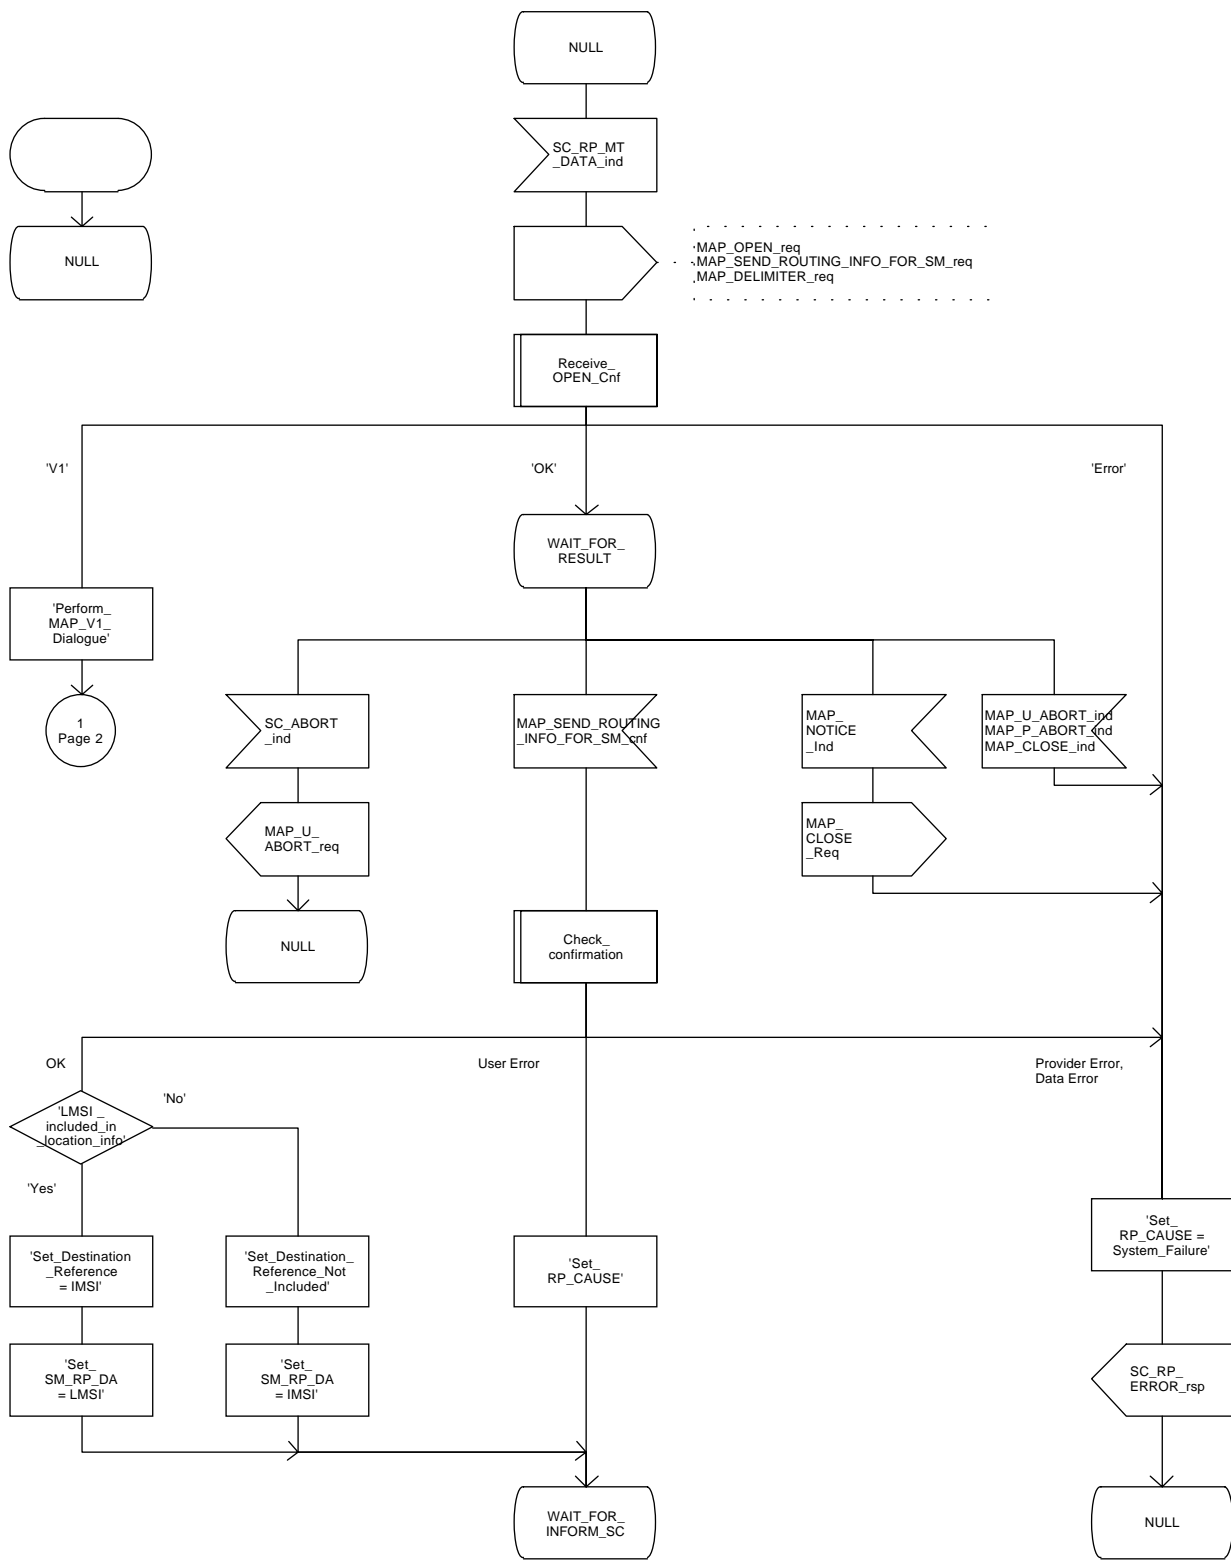 NULL
SC_RP_MT
_DATA_ind
NULL
MAP_OPEN_req
MAP_SEND_ROUTING_INFO_FOR_SM_req
MAP_DELIMITER_req
Receive_
OPEN_Cnf
'V1'
'OK'
'Error'
WAIT_FOR_
RESULT
'Perform_
MAP_V1_
Dialogue'
1
Page 2
SC_ABORT
_ind
MAP_SEND_ROUTING
_INFO_FOR_SM_cnf
MAP_
NOTICE
_Ind
MAP_U_ABORT_ind
MAP_P_ABORT_ind
MAP_CLOSE_ind
MAP_U_
ABORT_req
MAP_
CLOSE
_Req
NULL
Check_
confirmation
OK
User Error
Provider Error,
Data Error
'LMSI _
included_in
_location_info'
'No'
'Yes'
'Set_Destination
_Reference
= IMSI'
'Set_Destination_
Reference_Not
_Included'
'Set_
RP_CAUSE'
'Set_
RP_CAUSE =
System_Failure'
'Set_
SM_RP_DA
= LMSI'
'Set_
SM_RP_DA
= IMSI'
SC_RP_
ERROR_rsp
WAIT_FOR_
INFORM_SC
NULL